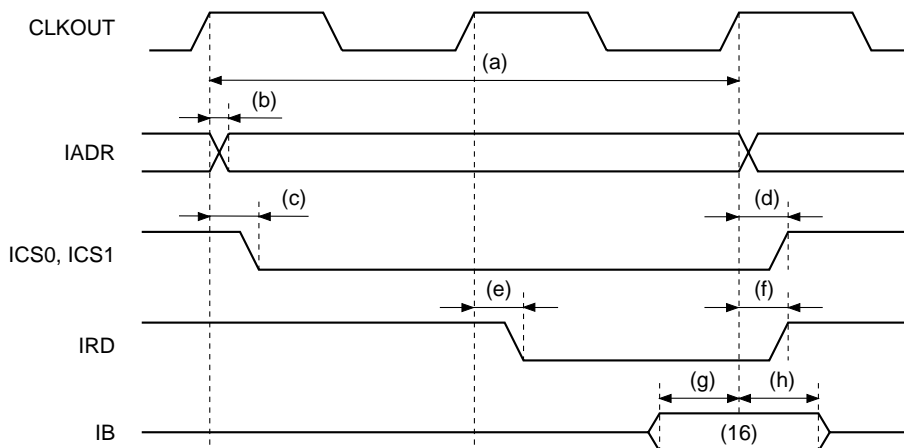 CLKOUT
(a)
(b)
IADR
(c)
(d)
ICS0, ICS1
(e)
(f)
IRD
(g)
(h)
IB
(16)